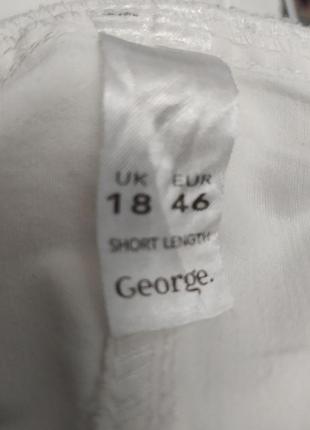 UK EUR
18 46
SHORT LENGTH
George.